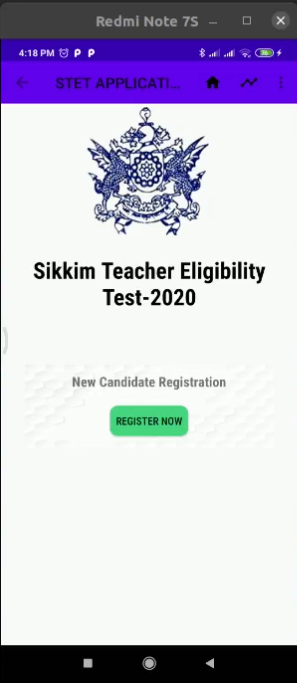 Redmi Note 7S
4:18 PM
STET APPLICATI...
Sikkim Teacher Eligibility
Test-2020
New Candidate Registration
REGISTER NOW